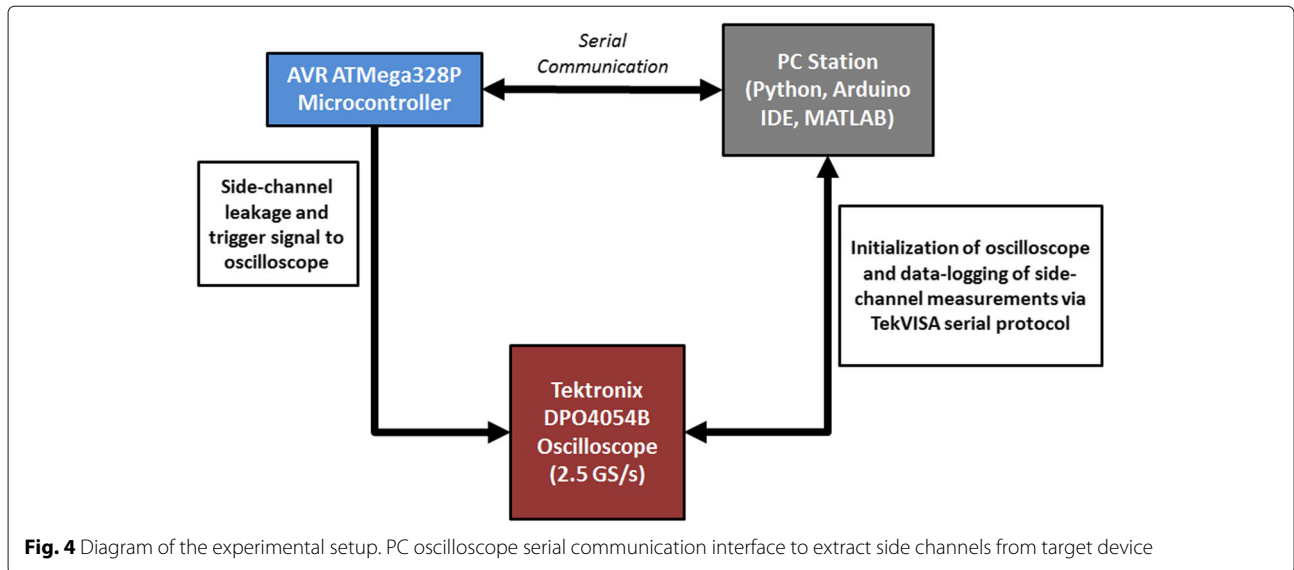 AVR ATMega328P
Microcontroller
Serial
Communication
PC Station
(Python, Arduino
IDE, MATLAB)
Side-channel
leakage and
trigger signal to
oscilloscope
Initialization of oscilloscope
and data-logging of side-
channel measurements via
TekVISA serial protocol
Tektronix
DPO4054B
Oscilloscope
(2.5 GS/s)
Fig. 4 Diagram of the experimental setup. PC oscilloscope serial communication interface to extract side channels from target device